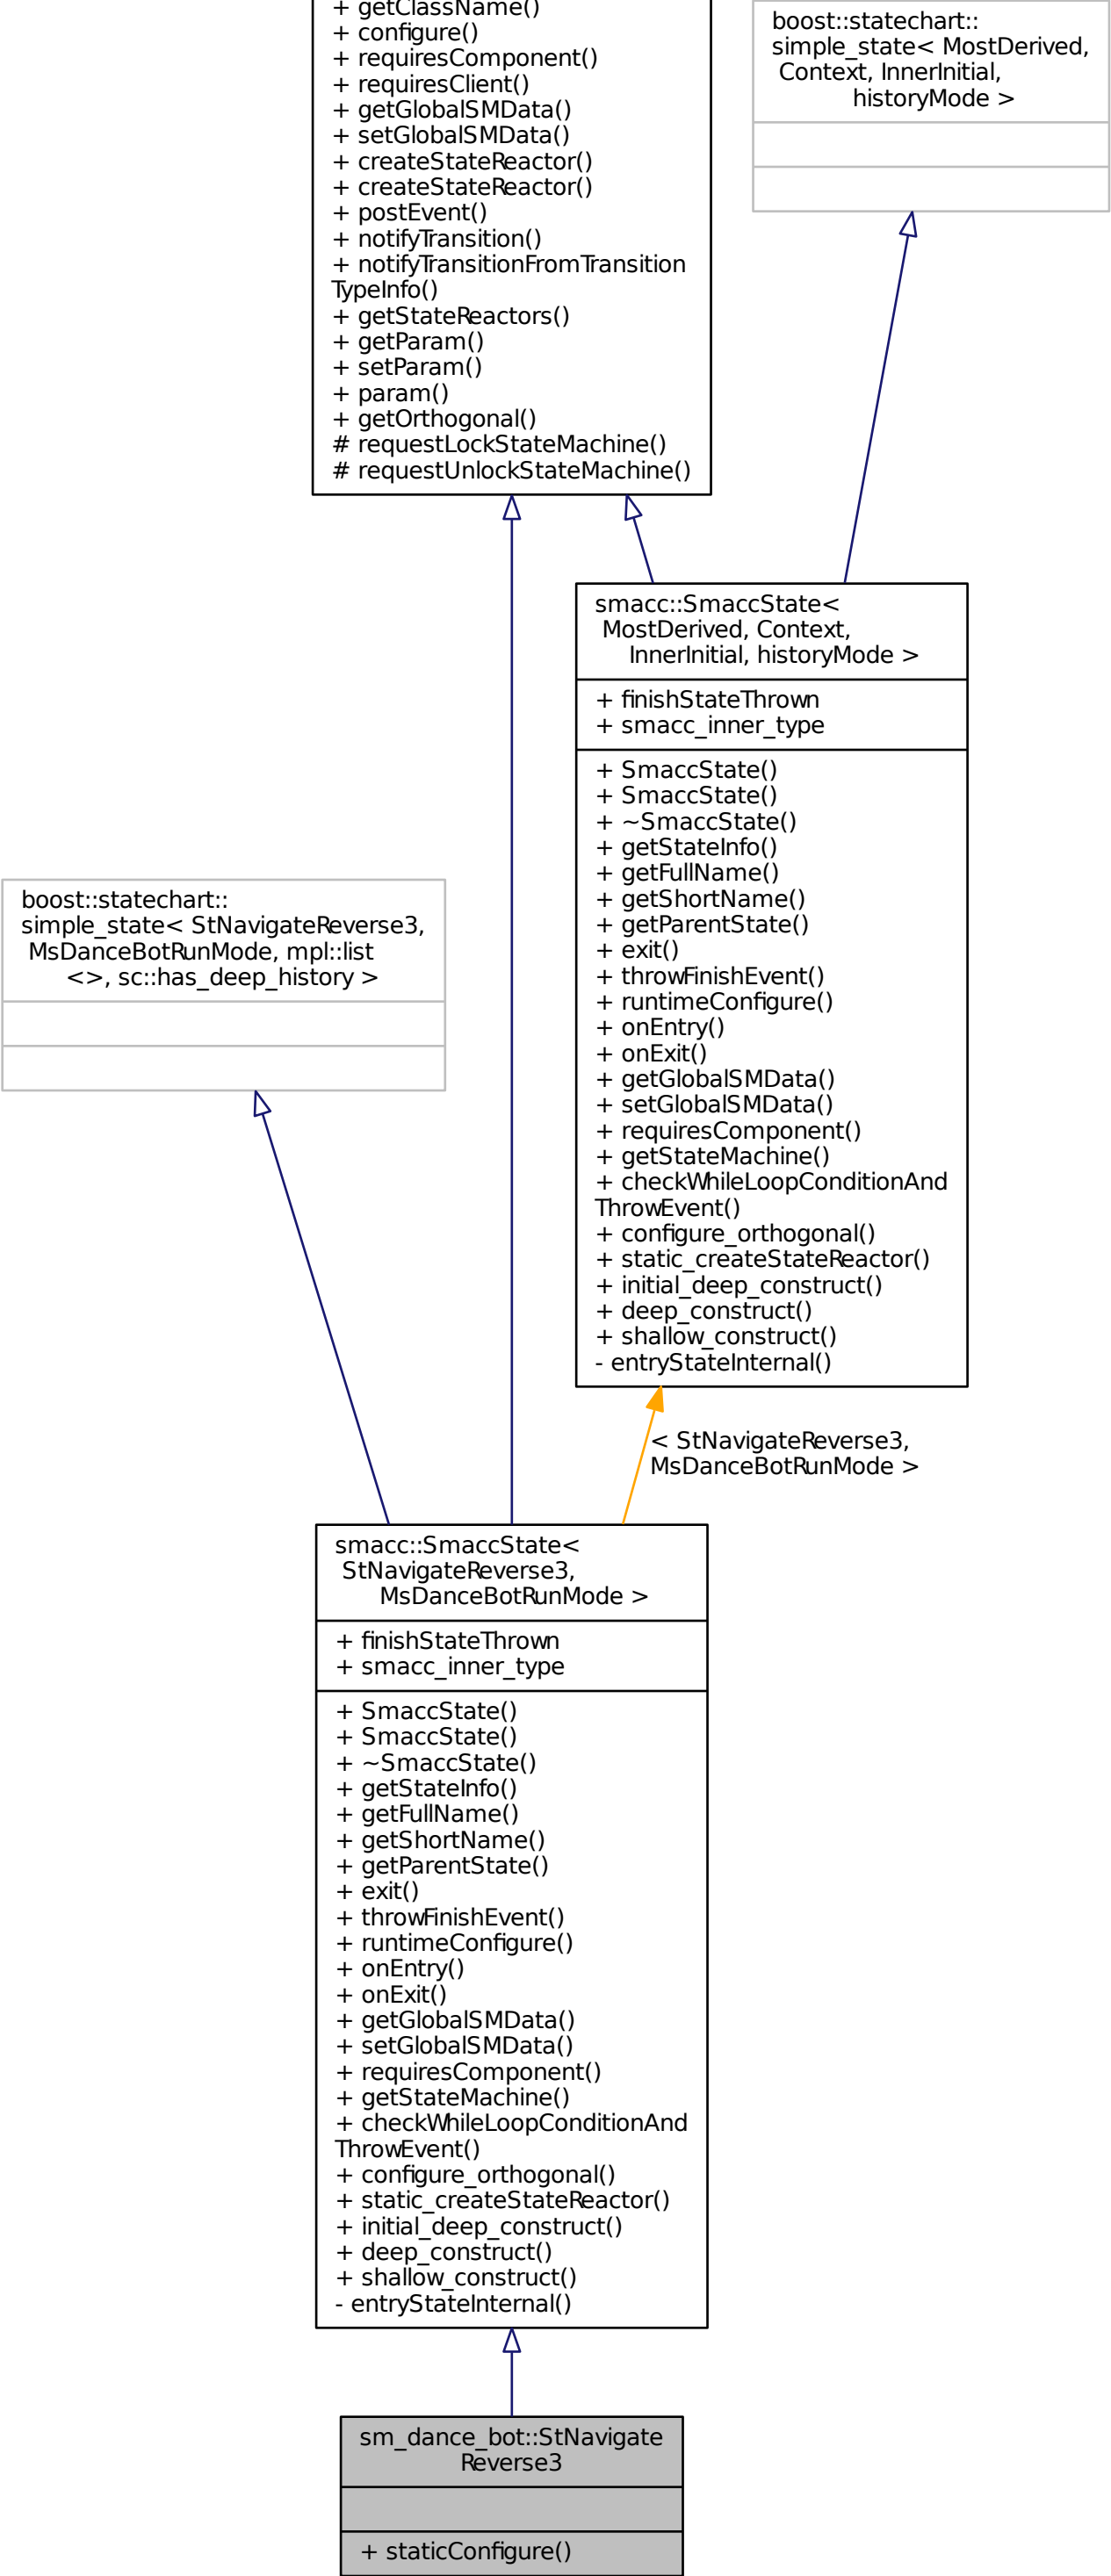 + getClassName()
+ configure()
+ requiresComponent()
+ requiresClient()
+ getGlobalSMData()
+ setGlobalSMData()
+ createStateReactor()
+ createStateReactor()
+ postEvent()
+ notifyTransition()
+ notifyTransitionFromTransition
TypeInfo()
+ getStateReactors()
+ getParam()
+ setParam()
+ param()
+ getOrthogonal()
# requestLockStateMachine()
# requestUnlockStateMachine()
boost::statechart::
simple_state< MostDerived,
Context, InnerInitial,
historyMode >
smacc::SmaccState<
MostDerived, Context,
InnerInitial, historyMode >
+ finishStateThrown
+ smacc_inner_type
+ SmaccState()
+ SmaccState()
+ ~SmaccState()
+ getStateInfo()
+ getFullName()
+ getShortName()
+ getParentState()
+ exit()
+ throwFinishEvent()
+ runtimeConfigure()
+ onEntry()
+ onExit()
+ getGlobalSMData()
+ setGlobalSMData()
+ requiresComponent()
+ getStateMachine()
+ checkWhileLoopConditionAnd
ThrowEvent()
+ configure_orthogonal()
+ static_createStateReactor()
+ initial_deep_construct()
+ deep_construct()
+ shallow_construct()
- entryStateInternal()
boost::statechart::
simple_state< StNavigateReverse3,
MsDanceBotRunMode, mpl::list
<>, sc::has_deep_history >
< StNavigateReverse3,
MsDanceBotRunMode >
smacc::SmaccState<
StNavigateReverse3,
MsDanceBotRunMode >
+ finishStateThrown
+ smacc_inner_type
+ SmaccState()
+ SmaccState()
+ ~SmaccState()
+ getStateInfo()
+ getFullName()
+ getShortName()
+ getParentState()
+ exit()
+ throwFinishEvent()
+ runtimeConfigure()
+ onEntry()
+ onExit()
+ getGlobalSMData()
+ setGlobalSMData()
+ requiresComponent()
+ getStateMachine()
+ checkWhileLoopConditionAnd
ThrowEvent()
+ configure_orthogonal()
+ static_createStateReactor()
+ initial_deep_construct()
+ deep_construct()
+ shallow_construct()
- entryStateInternal()
sm_dance_bot::StNavigate
Reverse3
+ staticConfigure()